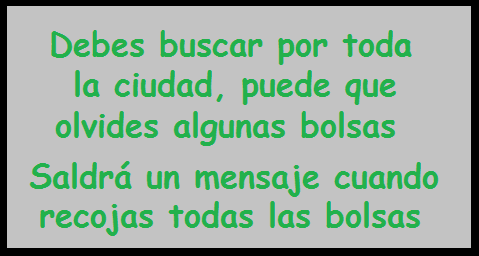 Debes buscar por toda
la ciudad, puede que
olvides algunas bolsas
Saldrá un mensaje cuando
recojas todas las bolsas